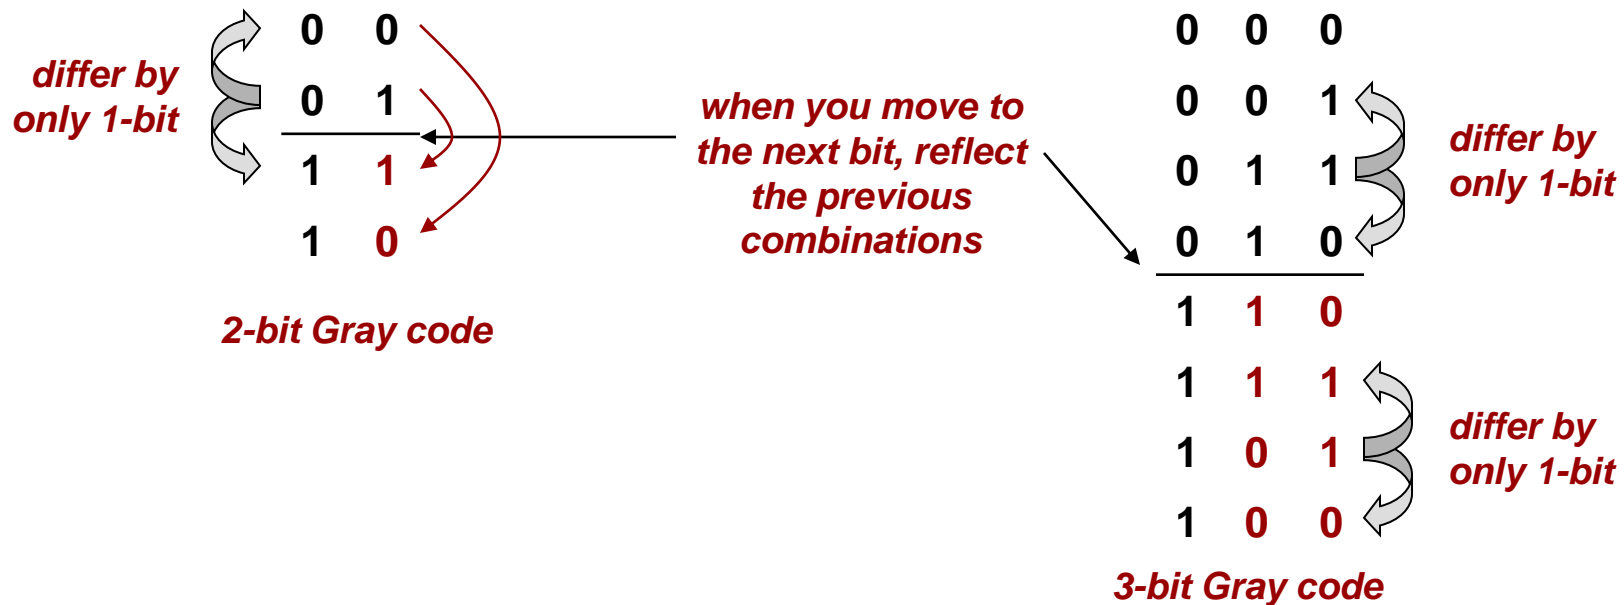 differ by
only 1-bit
0 0
0 1
1 1
1 0
2-bit Gray code
when you move to
the next bit, reflect
the previous
combinations
0 0 0
0 0 1
0 1 1
0 1 0
1 1 0
1 1 1
1 0 1
1 0 0
differ by
only 1-bit
differ by
only 1-bit
3-bit Gray code